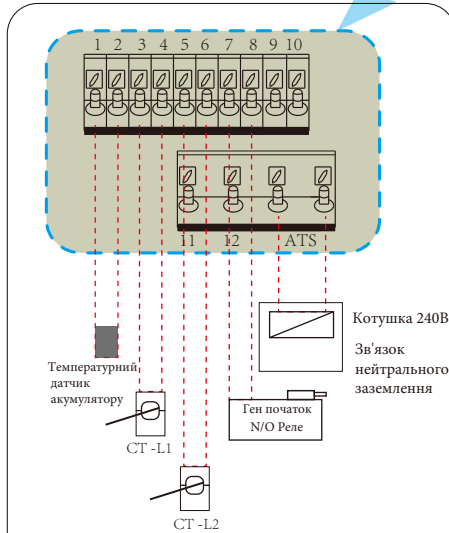 1 2 3 4 5 6 7 8 9 10
11 12 ATS
Котушка 240В
Зв'язок
нейтрального
заземлення
Температурний
датчик
акумулятору
Ген початок
N/O Реле
CT -L1
CT -L2